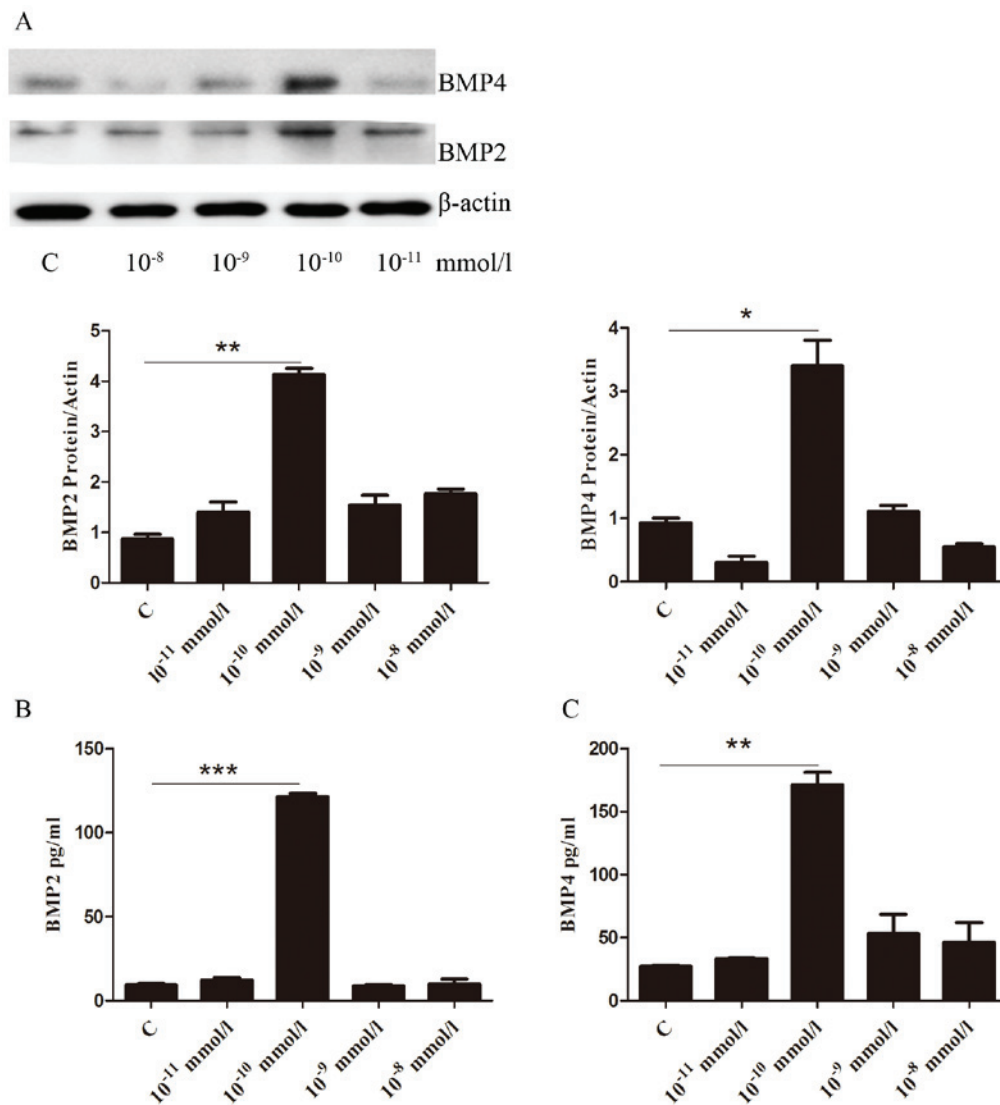 A
BMP4
BMP2
β-actin
C 10⁻⁸ 10⁻⁹ 10⁻¹⁰ 10⁻¹¹ mmol/l
BMP2 Protein/Actin
5
4
3
2
1
0
**
C
10⁻¹¹ mmol/l
10⁻¹⁰ mmol/l
10⁻⁹ mmol/l
10⁻⁸ mmol/l
BMP4 Protein/Actin
4
3
2
1
0
*
C
10⁻¹¹ mmol/l
10⁻¹⁰ mmol/l
10⁻⁹ mmol/l
10⁻⁸ mmol/l
B
BMP2 pg/ml
150
100
50
0
***
C
10⁻¹¹ mmol/l
10⁻¹⁰ mmol/l
10⁻⁹ mmol/l
10⁻⁸ mmol/l
C
BMP4 pg/ml
200
150
100
50
0
**
C
10⁻¹¹ mmol/l
10⁻¹⁰ mmol/l
10⁻⁹ mmol/l
10⁻⁸ mmol/l